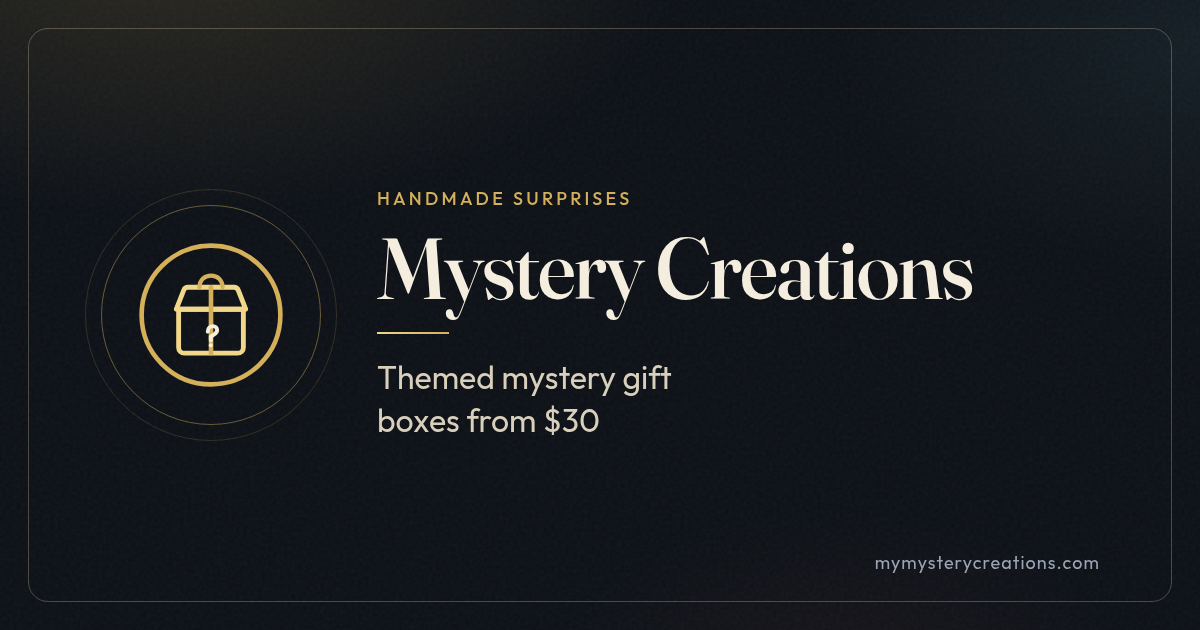 HANDMADE SURPRISES
Mystery Creations
?
Themed mystery gift
boxes from $30
mymysterycreations.com